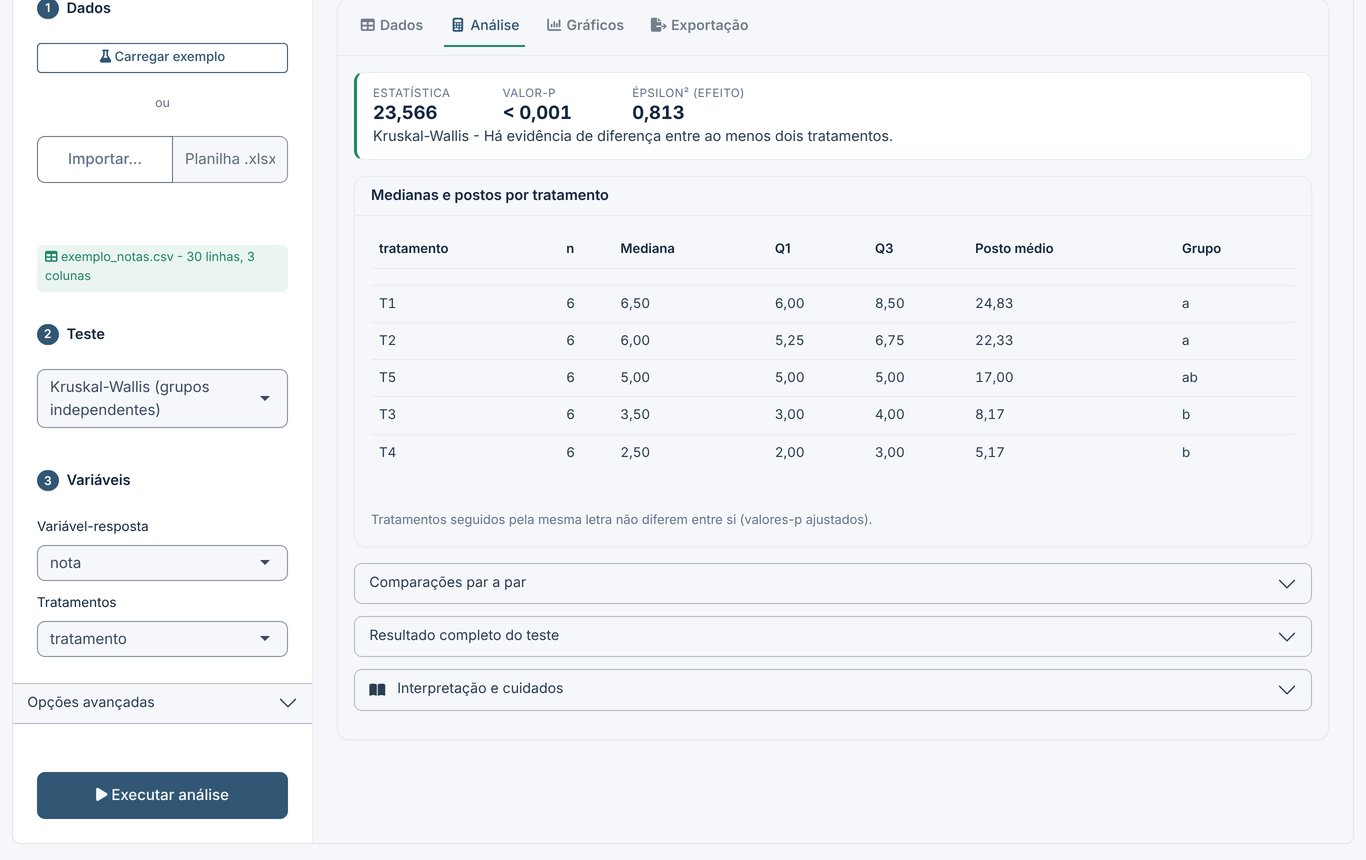 1 Dados
Carregar exemplo
ou
Importar... Planilha .xlsx
exemplo_notas.csv - 30 linhas, 3
colunas
2 Teste
Kruskal-Wallis (grupos
independentes)
3 Variáveis
Variável-resposta
nota
Tratamentos
tratamento
Opções avançadas
Executar análise
Dados Análise Gráficos Exportação
ESTATÍSTICA VALOR-P ÉPSILON² (EFEITO)
23,566 < 0,001 0,813
Kruskal-Wallis - Há evidência de diferença entre ao menos dois tratamentos.
Medianas e postos por tratamento
tratamento n Mediana Q1 Q3 Posto médio Grupo
T1 6 6,50 6,00 8,50 24,83 a
T2 6 6,00 5,25 6,75 22,33 a
T5 6 5,00 5,00 5,00 17,00 ab
T3 6 3,50 3,00 4,00 8,17 b
T4 6 2,50 2,00 3,00 5,17 b
Tratamentos seguidos pela mesma letra não diferem entre si (valores-p ajustados).
Comparações par a par
Resultado completo do teste
Interpretação e cuidados